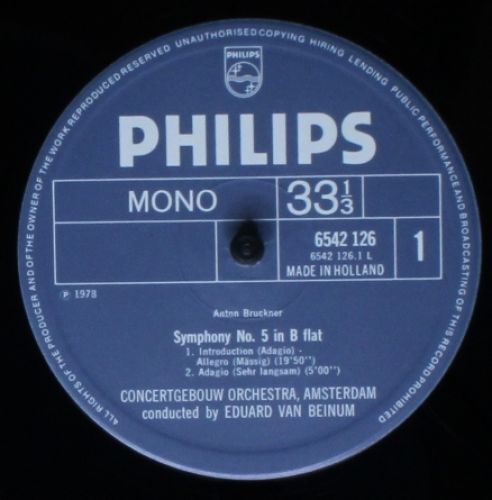 ALL RIGHTS OF THE PRODUCER AND OF THE OWNER OF THE WORK REPRODUCED RESERVED UNAUTHORISED COPYING HIRING LENDING PUBLIC PERFORMANCE AND BROADCASTING OF THIS RECORD PROHIBITED
PHILIPS
PHILIPS
MONO
33 1/3
6542 126
6542 126.1 L
MADE IN HOLLAND
1
Ⓟ 1978
Anton Bruckner
Symphony No. 5 in B flat
1. Introduction (Adagio) -
Allegro (Mässig) (19'50'')
2. Adagio (Sehr langsam) (5'00'')
CONCERTGEBOUW ORCHESTRA, AMSTERDAM
conducted by EDUARD VAN BEINUM